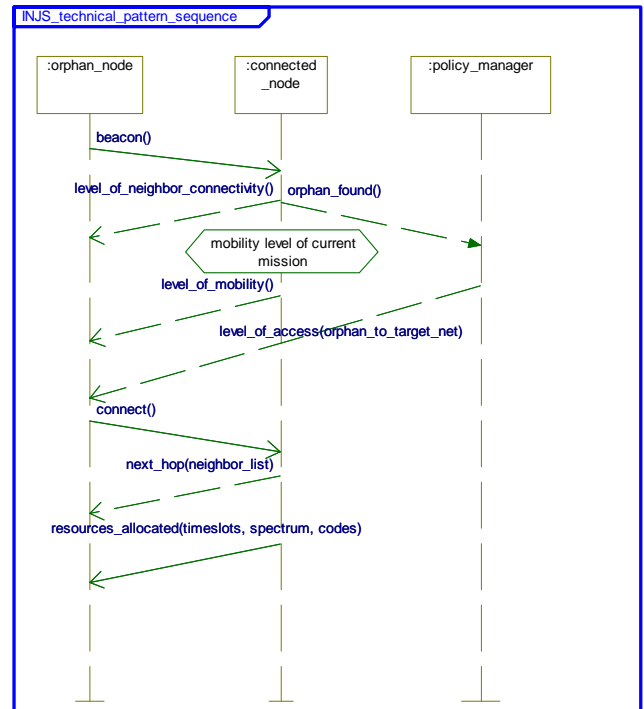 INJS_technical_pattern_sequence
:orphan_node
:connected
_node
:policy_manager
beacon()
level_of_neighbor_connectivity()
orphan_found()
mobility level of current
mission
level_of_mobility()
level_of_access(orphan_to_target_net)
connect()
next_hop(neighbor_list)
resources_allocated(timeslots, spectrum, codes)